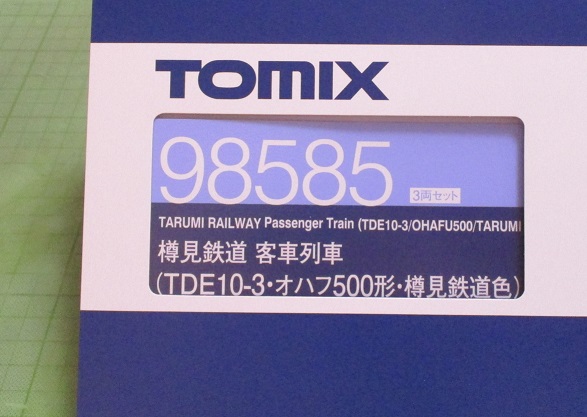 TOMIX
98585
3両セット
TARUMI RAILWAY Passenger Train (TDE10-3/OHAFU500/TARUMI
樽見鉄道 客車列車
(TDE10-3・オハフ500形・樽見鉄道色)